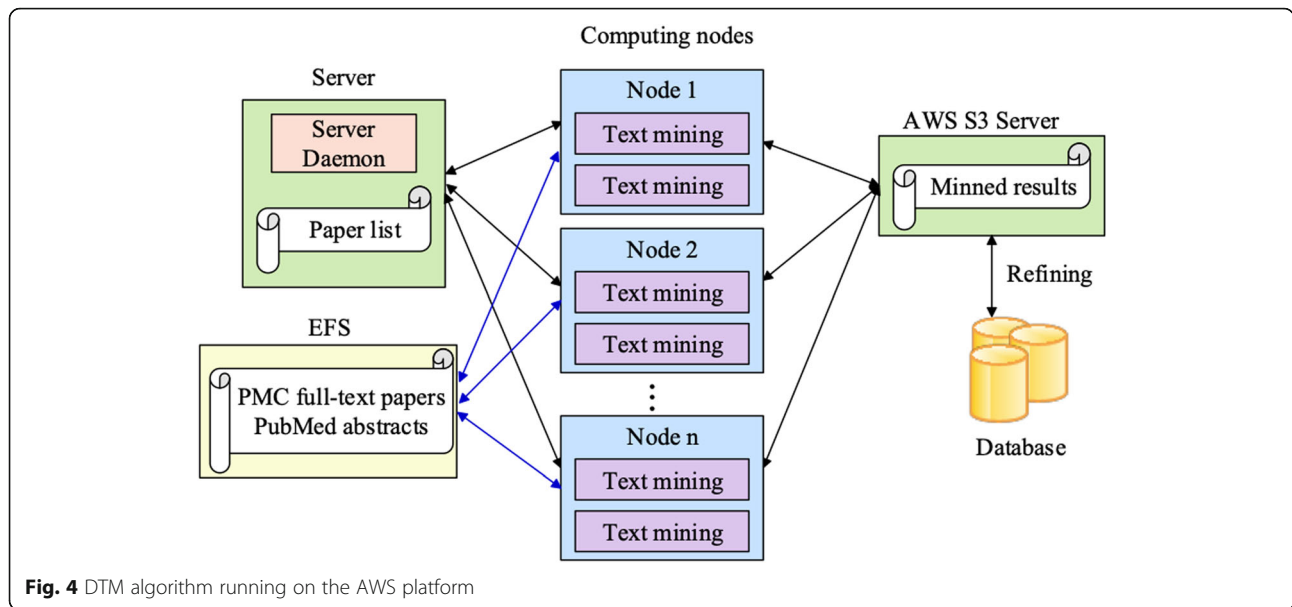 Computing nodes
Server
Server
Daemon
Paper list
EFS
PMC full-text papers
PubMed abstracts
Node 1
Text mining
Text mining
Node 2
Text mining
Text mining
Node n
Text mining
Text mining
AWS S3 Server
Minned results
Refining
Database
Fig. 4 DTM algorithm running on the AWS platform